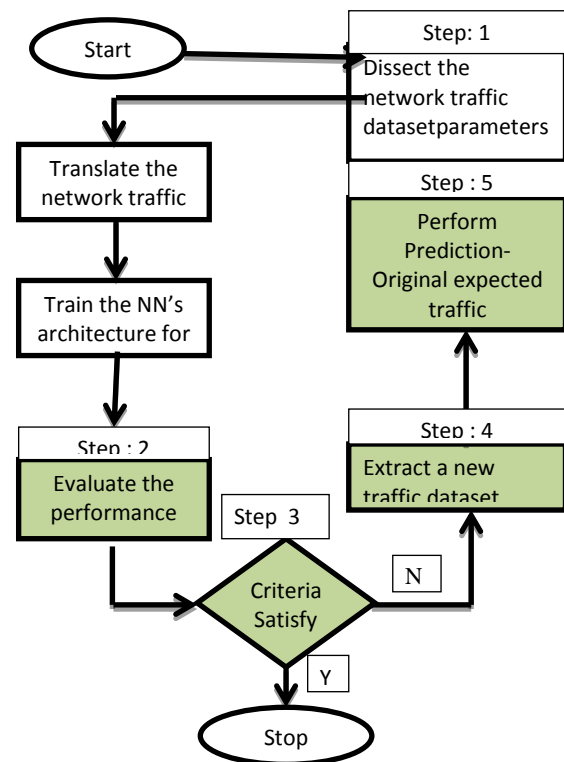 Start
Step: 1
Dissect the
network traffic
datasetparameters
Translate the
network traffic
Train the NN's
architecture for
Step : 2
Evaluate the
performance
Step 3
Criteria
Satisfy
Y
Stop
N
Step : 4
Extract a new
traffic dataset
Step : 5
Perform
Prediction-
Original expected
traffic